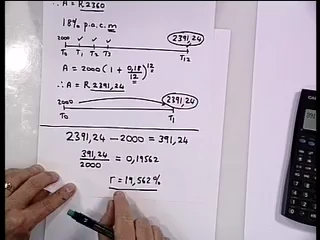 ∴ A = R2360
18% p.a.c.m
2000 ✓ ✓ ✓ 2391,24
T₀ T₁ T₂ T₃ T₁₂
A = 2000(1 + 0,18/12)¹²
∴ A = R2391,24
2000 2391,24
T₀ T₁
2391,24 – 2000 = 391,24
391,24/2000 = 0,19562
r = 19,562%